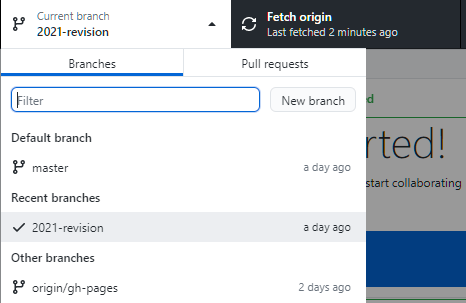 Current branch
2021-revision
Fetch origin
Last fetched 2 minutes ago
Branches
Pull requests
Filter
New branch
Default branch
master a day ago
Recent branches
2021-revision a day ago
Other branches
origin/gh-pages 2 days ago
d
rted!
start collaborating